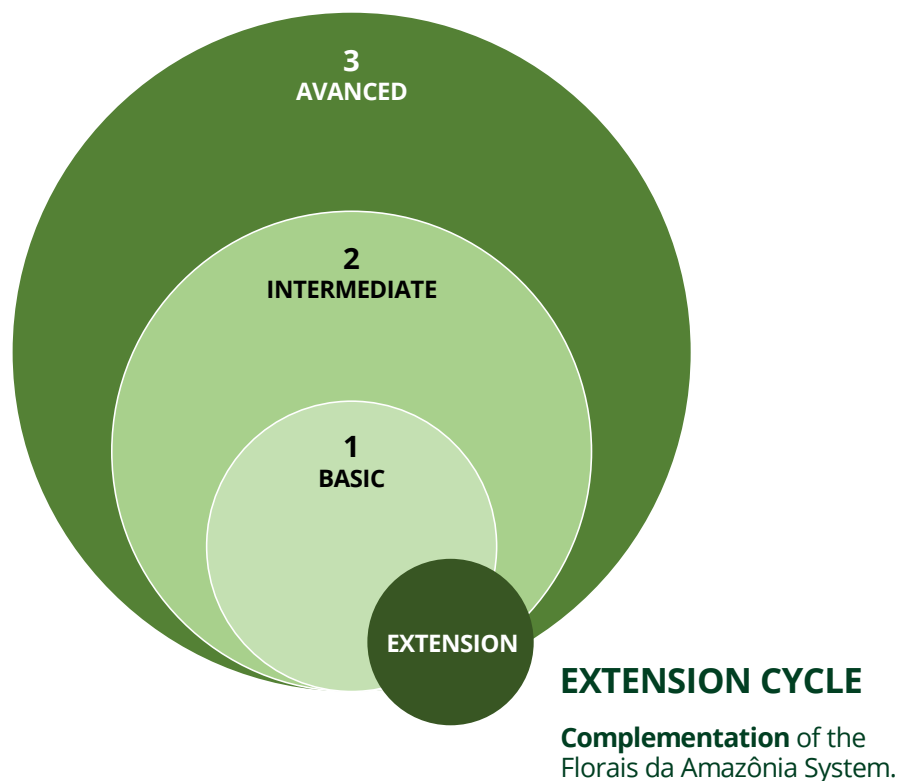 3
AVANCED
2
INTERMEDIATE
1
BASIC
EXTENSION
EXTENSION CYCLE
Complementation of the
Florais da Amazônia System.